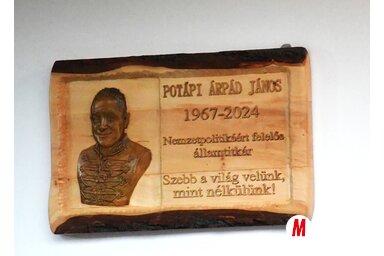 POTÁPI ÁRPÁD JÁNOS
1967-2024
Nemzetpolitikáért felelős
államtitkár
Szebb a világ velünk,
mint nélkülünk!
M